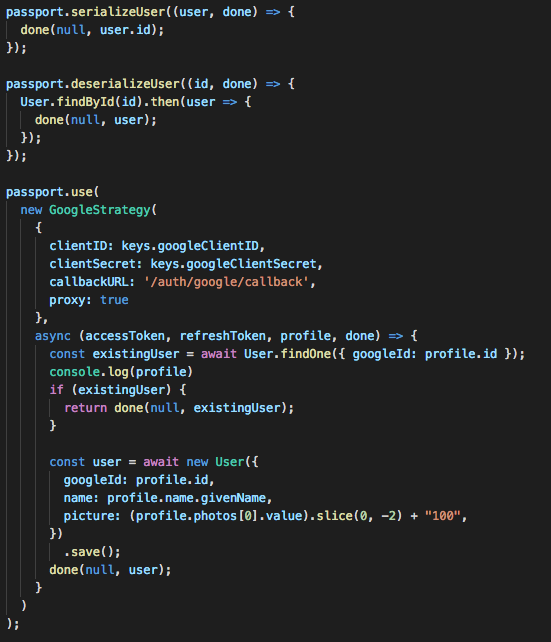 passport.serializeUser((user, done) => {
  done(null, user.id);
});

passport.deserializeUser((id, done) => {
  User.findById(id).then(user => {
    done(null, user);
  });
});

passport.use(
  new GoogleStrategy(
    {
      clientID: keys.googleClientID,
      clientSecret: keys.googleClientSecret,
      callbackURL: '/auth/google/callback',
      proxy: true
    },
    async (accessToken, refreshToken, profile, done) => {
      const existingUser = await User.findOne({ googleId: profile.id });
      console.log(profile)
      if (existingUser) {
        return done(null, existingUser);
      }

      const user = await new User({
        googleId: profile.id,
        name: profile.name.givenName,
        picture: (profile.photos[0].value).slice(0, -2) + "100",
      })
        .save();
      done(null, user);
    }
  )
);